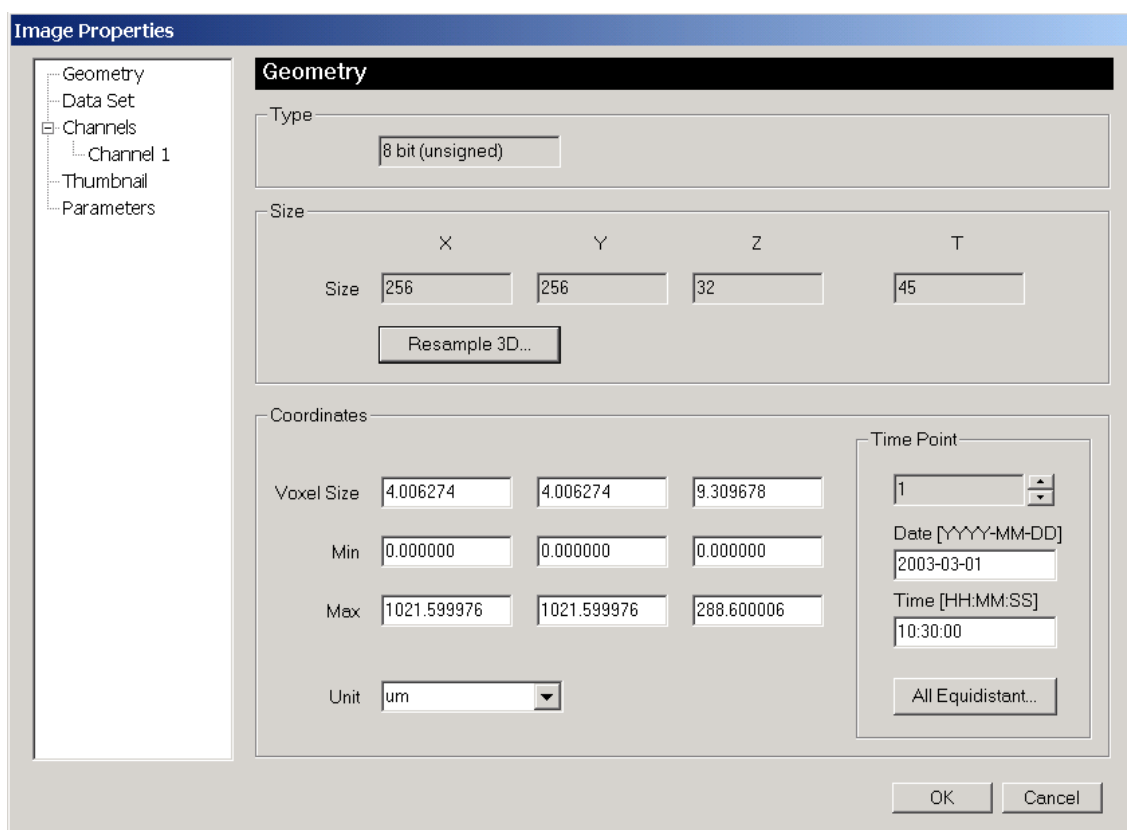 Image Properties
Geometry
Data Set
Channels
Channel 1
Thumbnail
Parameters
Geometry
Type
8 bit (unsigned)
Size
X Y Z T
Size 256 256 32 45
Resample 3D...
Coordinates
Voxel Size 4.006274 4.006274 9.309678
Min 0.000000 0.000000 0.000000
Max 1021.599976 1021.599976 288.600006
Unit um
Time Point
1
Date [YYYY-MM-DD]
2003-03-01
Time [HH:MM:SS]
10:30:00
All Equidistant...
OK Cancel